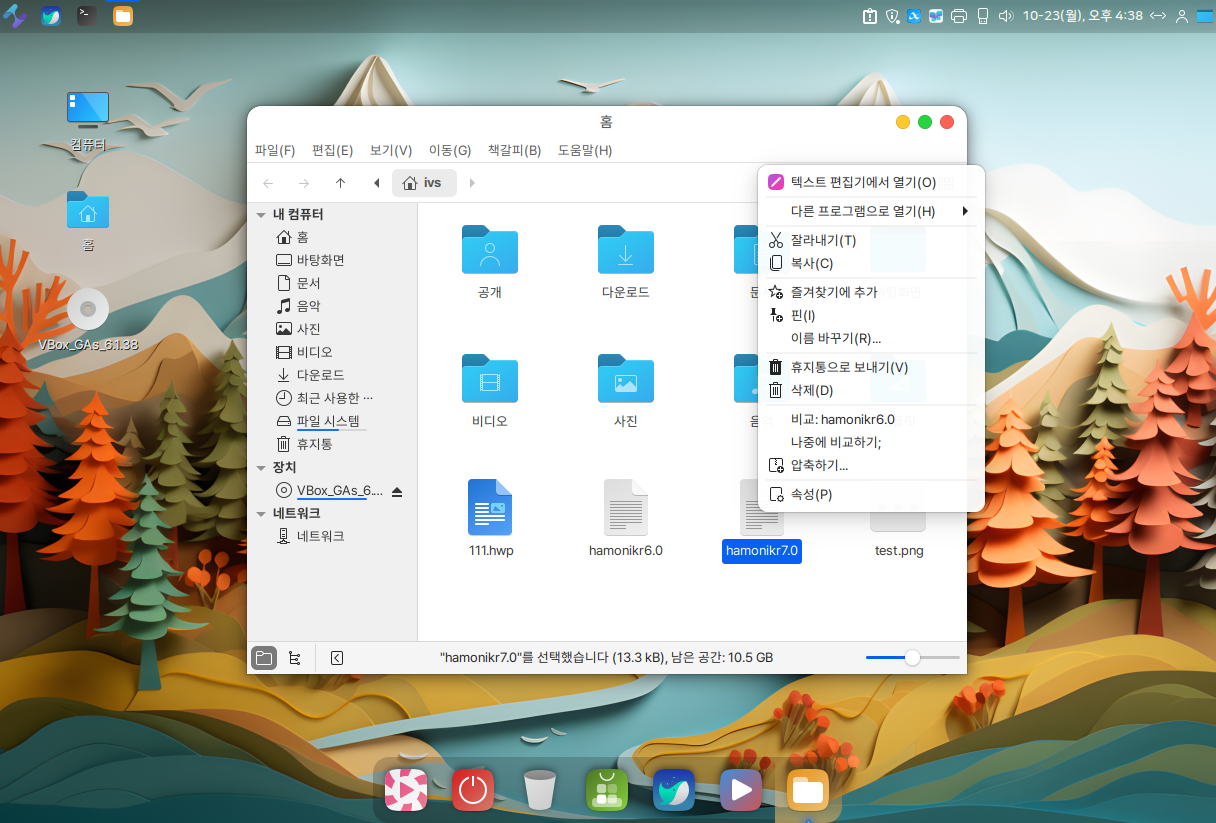 10-23(월), 오후 4:38
컴퓨터
홈
VBox_GAs_6.1.38
홈
파일(F) 편집(E) 보기(V) 이동(G) 책갈피(B) 도움말(H)
ivs
내 컴퓨터
홈
바탕화면
문서
음악
사진
비디오
다운로드
최근 사용한 ...
파일 시스템
휴지통
장치
VBox_GAs_6....
네트워크
네트워크
공개
다운로드
비디오
사진
111.hwp
hamonikr6.0
hamonikr7.0
test.png
텍스트 편집기에서 열기(O)
다른 프로그램으로 열기(H)
잘라내기(T)
복사(C)
즐겨찾기에 추가
핀(I)
이름 바꾸기(R)...
휴지통으로 보내기(V)
삭제(D)
비교: hamonikr6.0
나중에 비교하기;
압축하기...
속성(P)
"hamonikr7.0"를 선택했습니다 (13.3 kB), 남은 공간: 10.5 GB